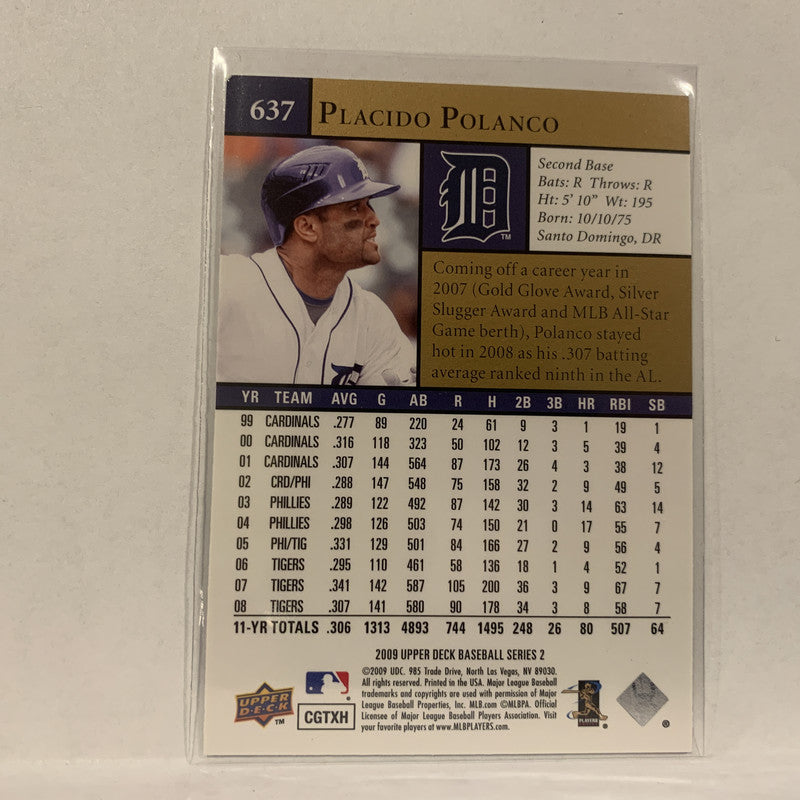 637 PLACIDO POLANCO
D
TM
Second Base
Bats: R Throws: R
Ht: 5' 10" Wt: 195
Born: 10/10/75
Santo Domingo, DR
Coming off a career year in
2007 (Gold Glove Award, Silver
Slugger Award and MLB All-Star
Game berth), Polanco stayed
hot in 2008 as his .307 batting
average ranked ninth in the AL.
YR TEAM AVG G AB R H 2B 3B HR RBI SB
99 CARDINALS .277 89 220 24 61 9 3 1 19 1
00 CARDINALS .316 118 323 50 102 12 3 5 39 4
01 CARDINALS .307 144 564 87 173 26 4 3 38 12
02 CRD/PHI .288 147 548 75 158 32 2 9 49 5
03 PHILLIES .289 122 492 87 142 30 3 14 63 14
04 PHILLIES .298 126 503 74 150 21 0 17 55 7
05 PHI/TIG .331 129 501 84 166 27 2 9 56 4
06 TIGERS .295 110 461 58 136 18 1 4 52 1
07 TIGERS .341 142 587 105 200 36 3 9 67 7
08 TIGERS .307 141 580 90 178 34 3 8 58 7
11-YR TOTALS .306 1313 4893 744 1495 248 26 80 507 64
2009 UPPER DECK BASEBALL SERIES 2
©2009 UDC. 985 Trade Drive, North Las Vegas, NV 89030.
All rights reserved. Printed in the USA. Major League Baseball
trademarks and copyrights are used with permission of Major
League Baseball Properties, Inc. MLB.com ©MLBPA. Official
Licensee of Major League Baseball Players Association. Visit
your favorite players at www.MLBPLAYERS.com
UPPER DECK
TM
CGTXH
PLAYERS
®